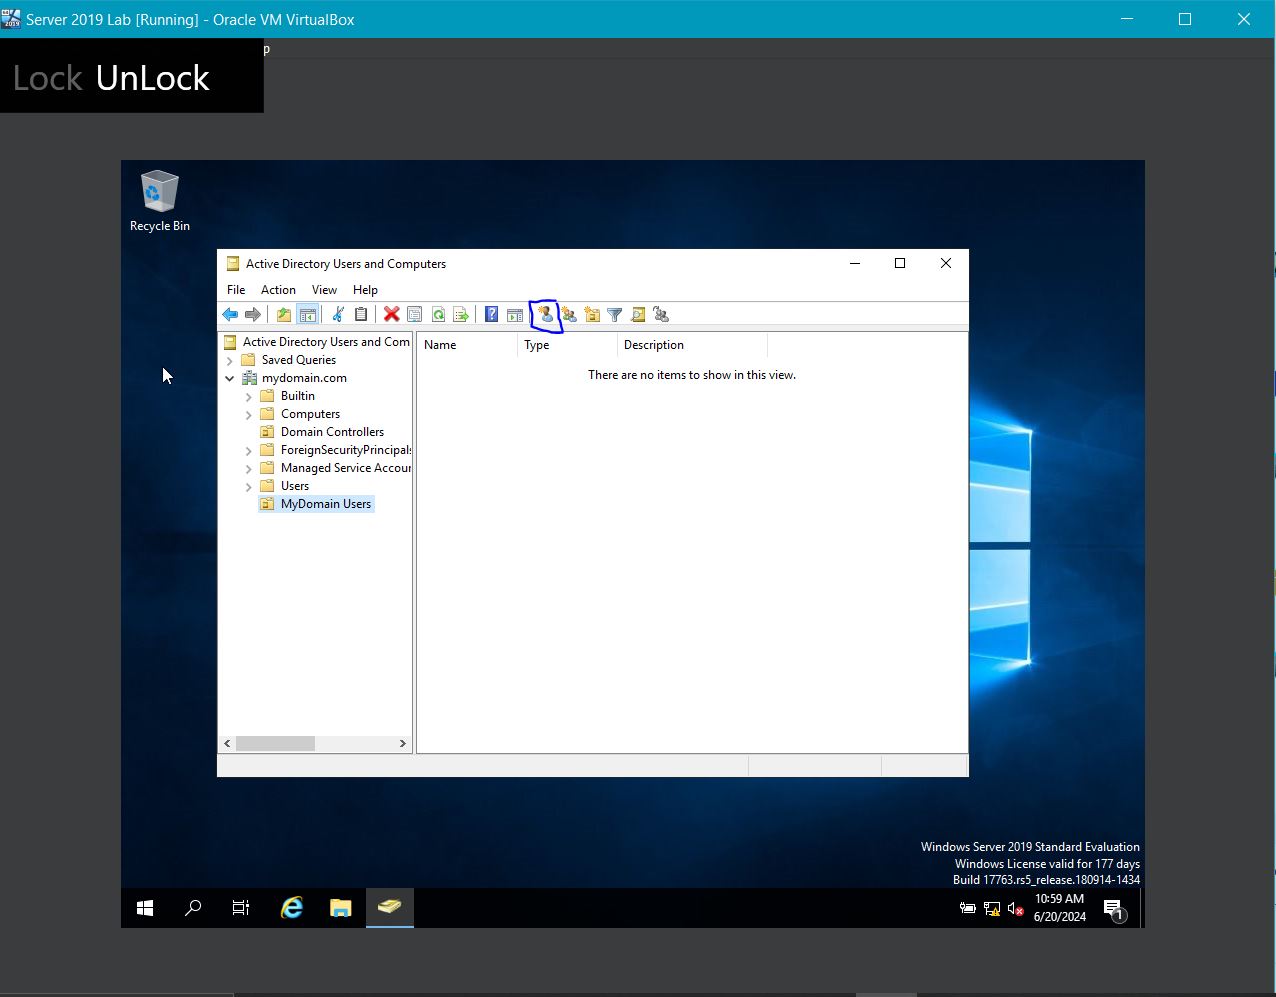 Server 2019 Lab [Running] - Oracle VM VirtualBox
p
Lock UnLock
Recycle Bin
Active Directory Users and Computers
File Action View Help
Active Directory Users and Com
Name Type Description
Saved Queries
There are no items to show in this view.
mydomain.com
Builtin
Computers
Domain Controllers
ForeignSecurityPrincipals
Managed Service Accour
Users
MyDomain Users
Windows Server 2019 Standard Evaluation
Windows License valid for 177 days
Build 17763.rs5_release.180914-1434
10:59 AM
6/20/2024
1